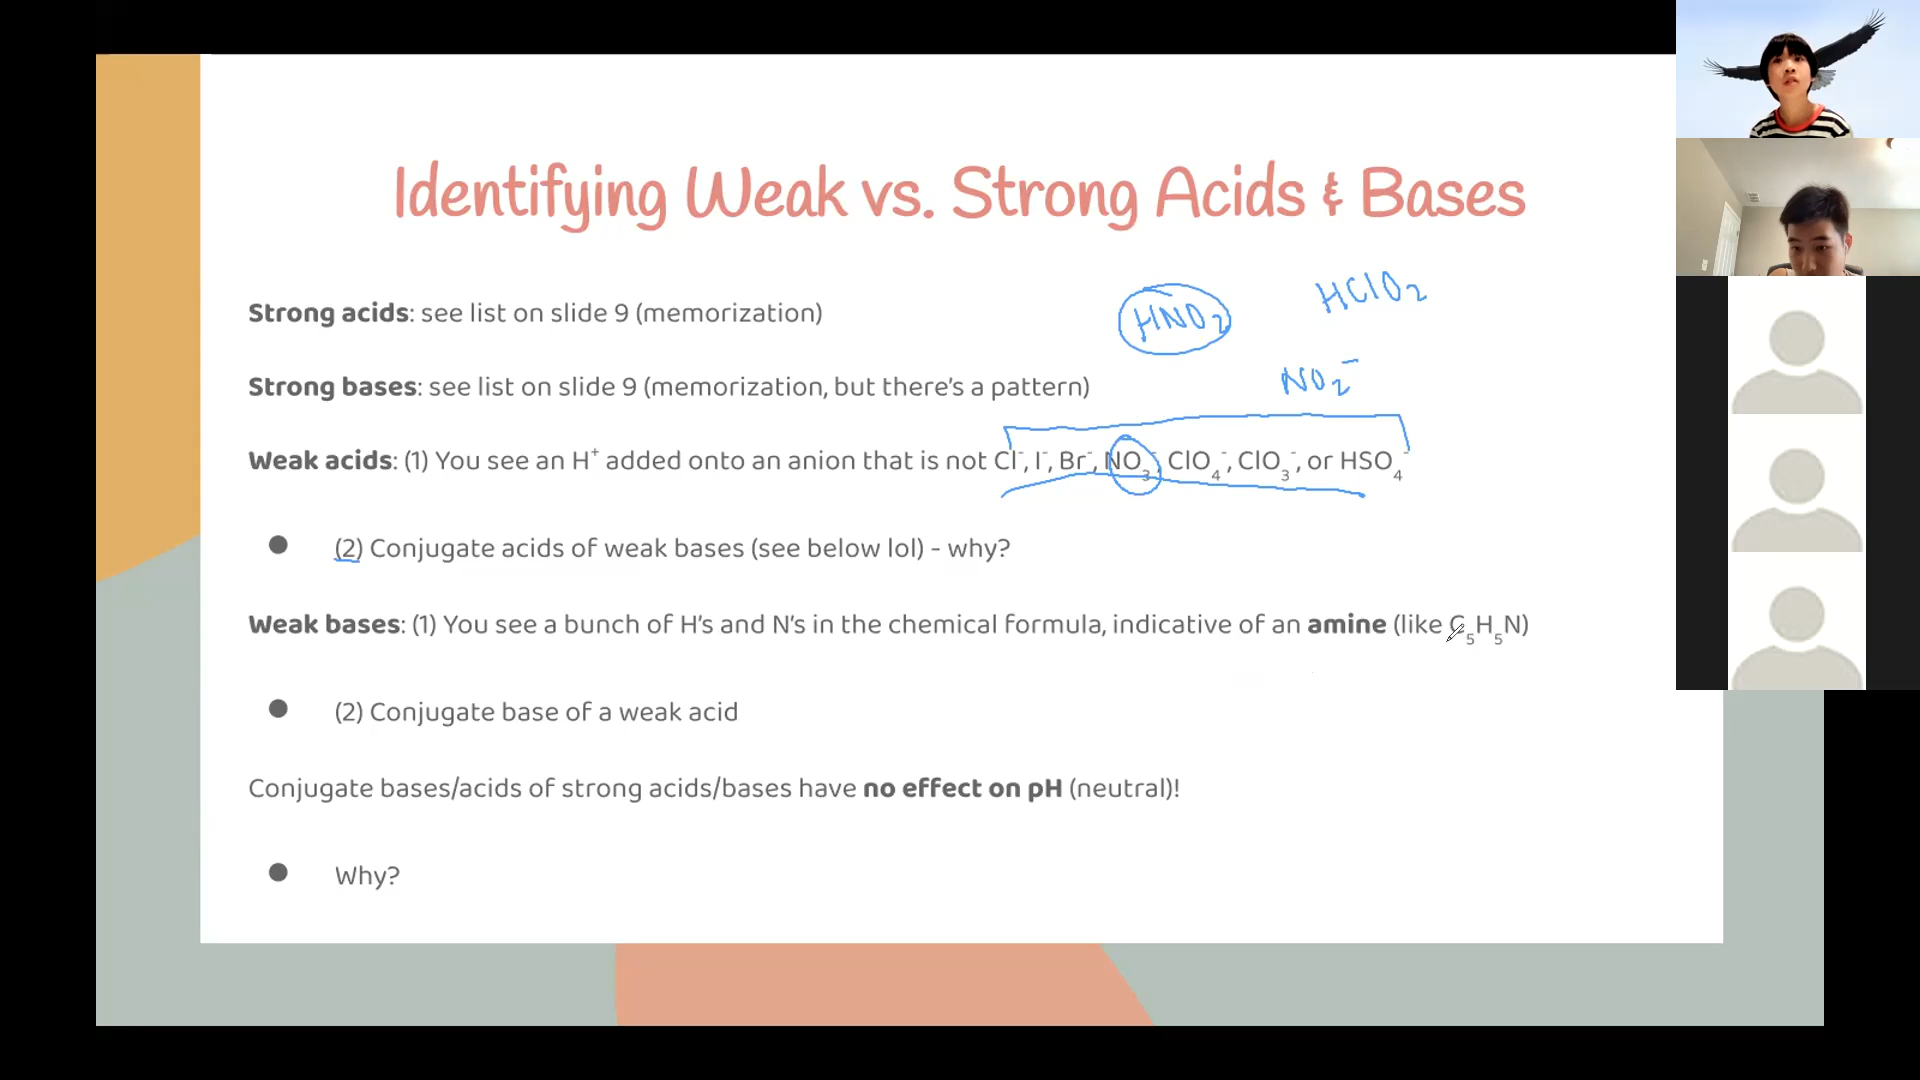 Identifying Weak vs. Strong Acids & Bases
HClO₂
HNO₂
Strong acids: see list on slide 9 (memorization)
NO₂⁻
Strong bases: see list on slide 9 (memorization, but there's a pattern)
Weak acids: (1) You see an H⁺ added onto an anion that is not Cl⁻, I⁻, Br⁻, NO₃⁻, ClO₄⁻, ClO₃⁻, or HSO₄⁻
● (2) Conjugate acids of weak bases (see below lol) - why?
Weak bases: (1) You see a bunch of H's and N's in the chemical formula, indicative of an amine (like C₅H₅N)
● (2) Conjugate base of a weak acid
Conjugate bases/acids of strong acids/bases have no effect on pH (neutral)!
● Why?